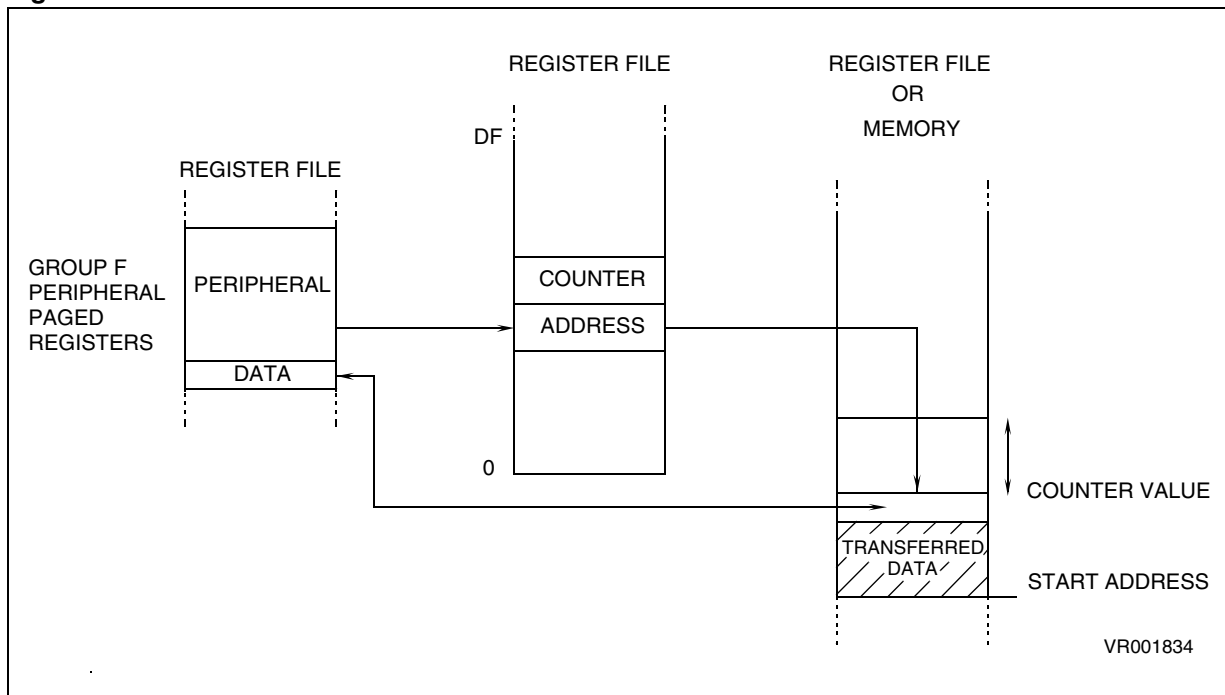 REGISTER FILE
REGISTER FILE
OR
MEMORY
DF
REGISTER FILE
GROUP F
PERIPHERAL
PAGED
REGISTERS
PERIPHERAL
DATA
COUNTER
ADDRESS
0
COUNTER VALUE
TRANSFERRED
DATA
START ADDRESS
VR001834